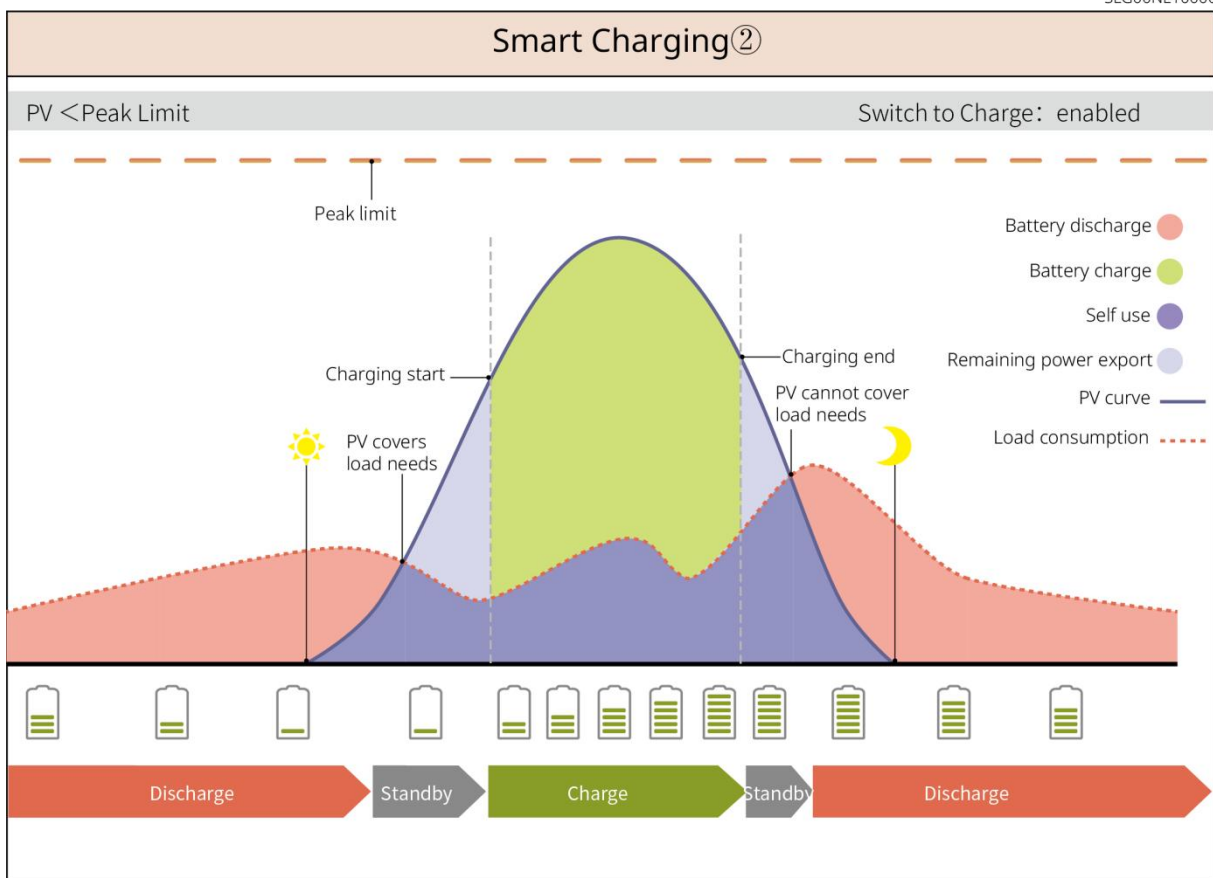 Smart Charging②
PV <Peak Limit
Switch to Charge: enabled
Peak limit
Battery discharge
Battery charge
Self use
Remaining power export
PV curve
Load consumption
Charging start
Charging end
PV covers
load needs
PV cannot cover
load needs
Discharge
Standby
Charge
Standby
Discharge